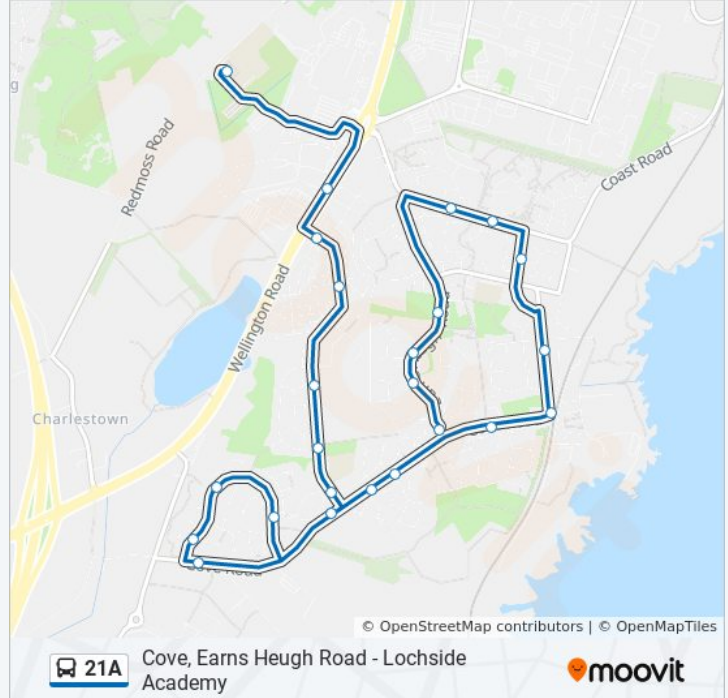 g
Redmoss Road
Coast Road
Wellington Road
Charlestown
Cove Road
© OpenStreetMap contributors | © OpenMapTiles
21A
Cove, Earns Heugh Road - Lochside
Academy
moovit